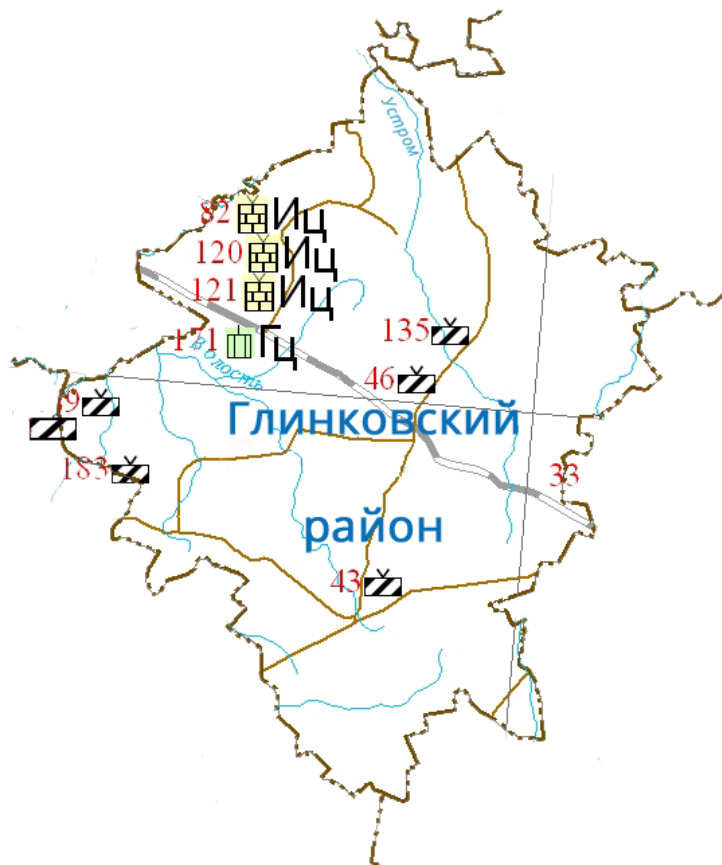 Устром
82 Иц
120 Иц
121 Иц
135
171 Гц
Волость
46
9
Глинковский
183
33
район
43